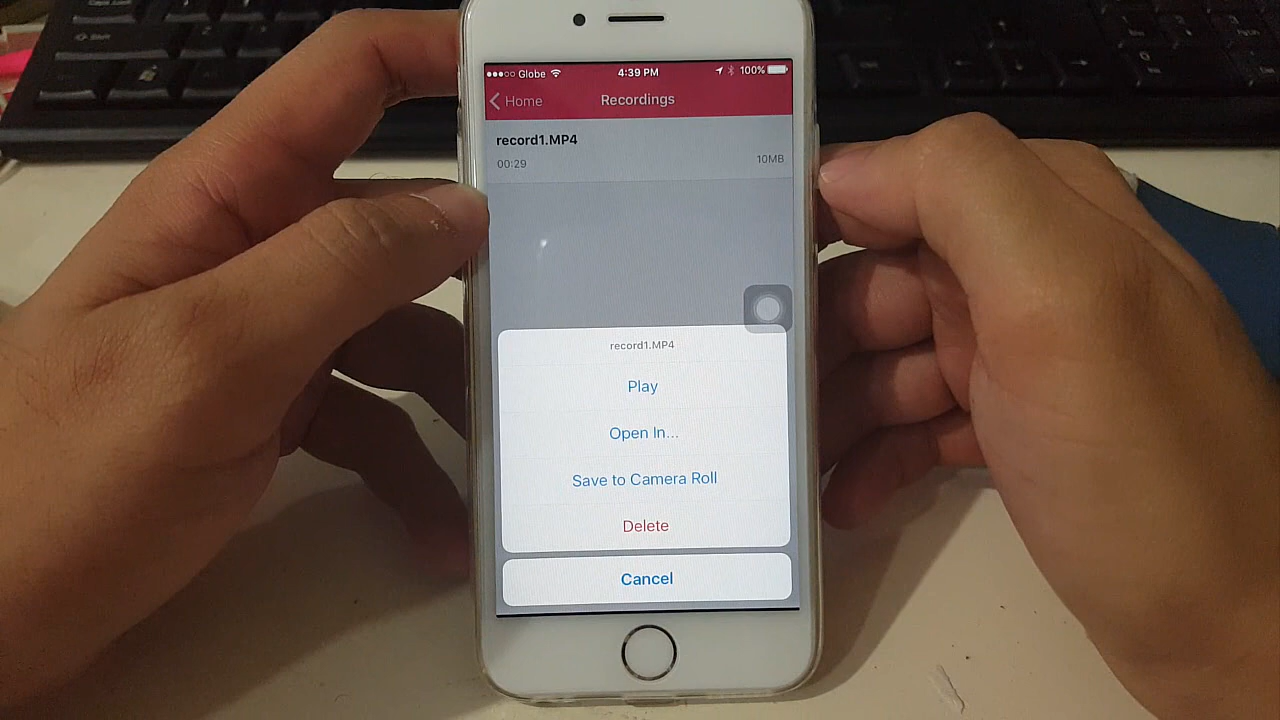 Globe 4:39 PM 100%
Home Recordings
record1.MP4
00:29 10MB
record1.MP4
Play
Open In...
Save to Camera Roll
Delete
Cancel